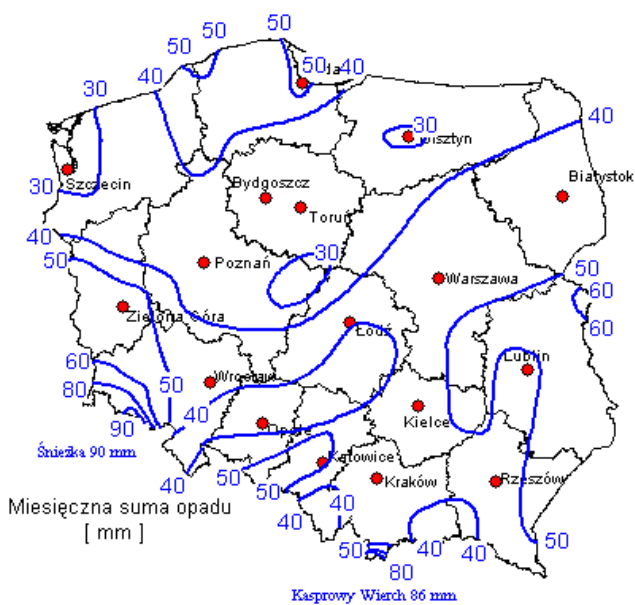 50
50
50
50
40
40
30
30
40
Szczecin
Bydgoszcz
Toruń
Białystok
30
40
50
30
50
60
60
Poznań
Warszawa
Zielona Góra
Łódź
Wrocław
Lublin
60
80
90
50
40
Opole
Kielce
Śnieżka 90 mm
Katowice
Kraków
Rzeszów
40
50
50
40
40
50
80
40
40
50
Miesięczna suma opadu
[ mm ]
Kasprowy Wierch 86 mm